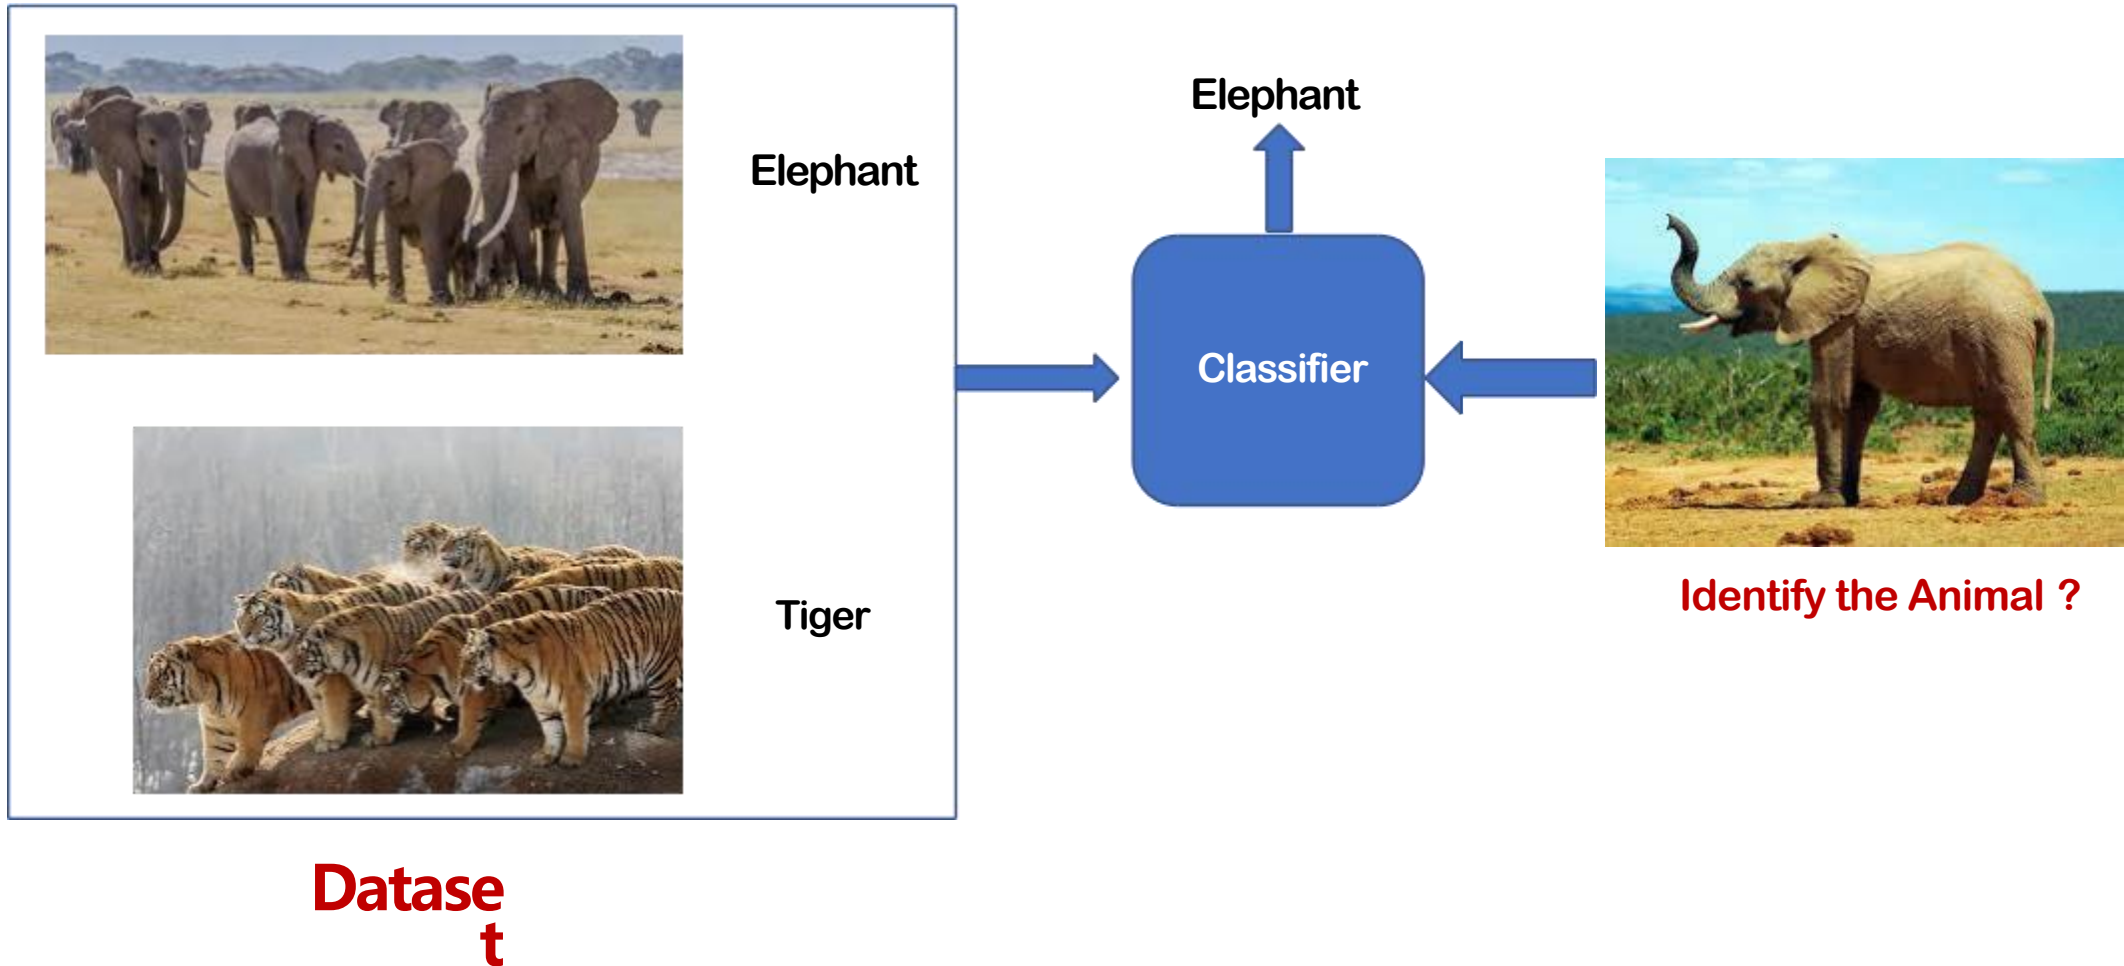 Elephant
Tiger
Datase
t
Classifier
Elephant
Identify the Animal ?